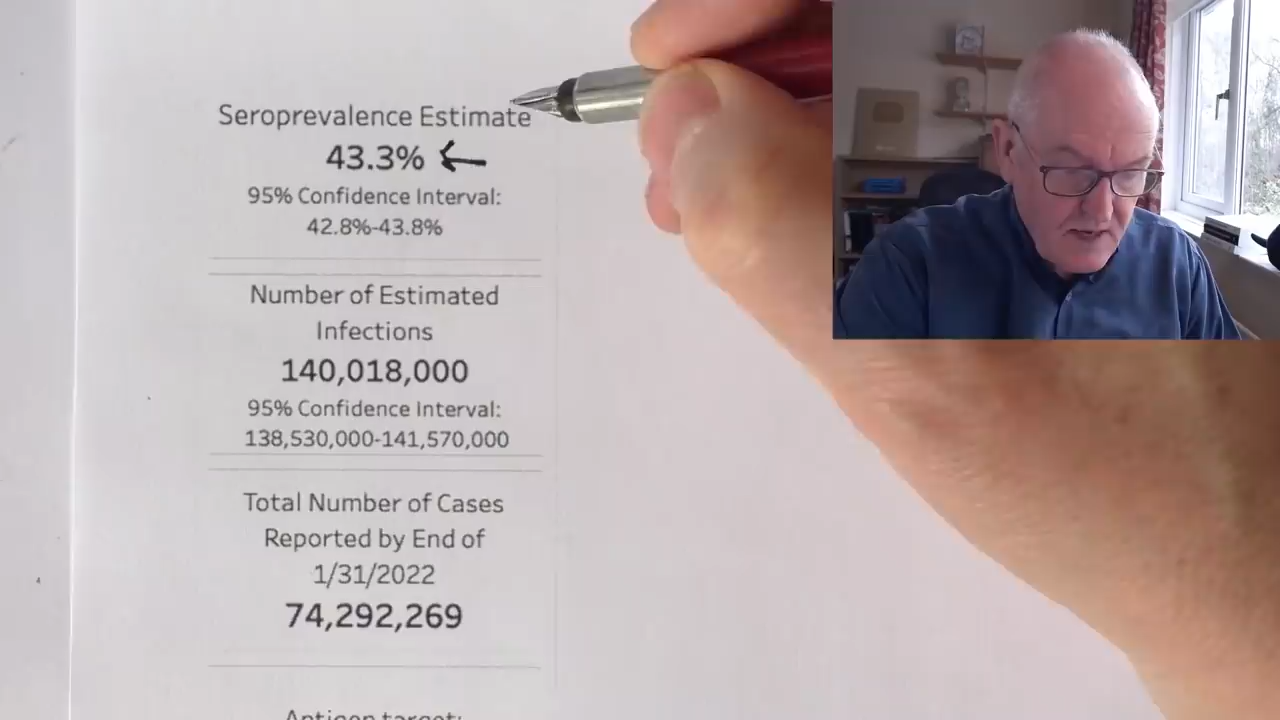 Seroprevalence Estimate
43.3%
95% Confidence Interval:
42.8%-43.8%
Number of Estimated
Infections
140,018,000
95% Confidence Interval:
138,530,000-141,570,000
Total Number of Cases
Reported by End of
1/31/2022
74,292,269
Antigen target: